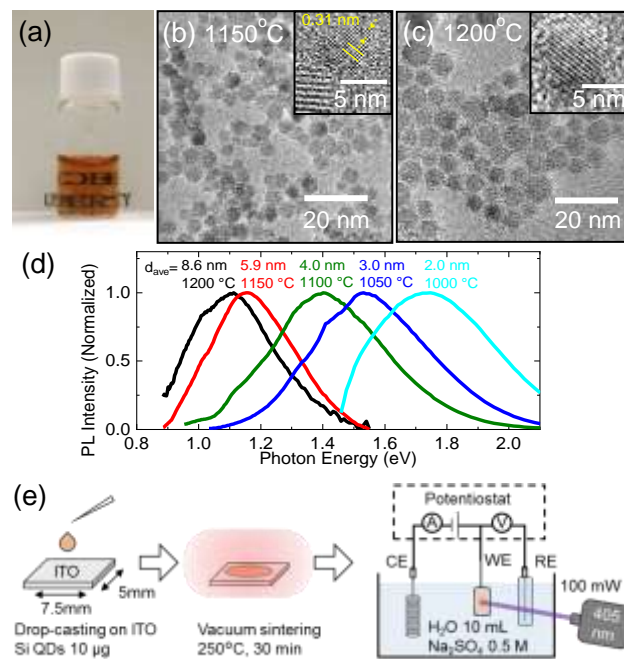 (a)
(b) 1150°C
0.31 nm
5 nm
20 nm
(c) 1200°C
5 nm
20 nm
(d)
d_ave= 8.6 nm 5.9 nm 4.0 nm 3.0 nm 2.0 nm
1200 °C 1150 °C 1100 °C 1050 °C 1000 °C
PL Intensity (Normalized)
1.0
0.5
0.0
0.8 1.0 1.2 1.4 1.6 1.8 2.0
Photon Energy (eV)
(e)
ITO
5mm
7.5mm
Drop-casting on ITO
Si QDs 10 µg
Vacuum sintering
250°C, 30 min
Potentiostat
A
V
CE
WE
RE
100 mW
405 nm
H₂O 10 mL
Na₂SO₄ 0.5 M